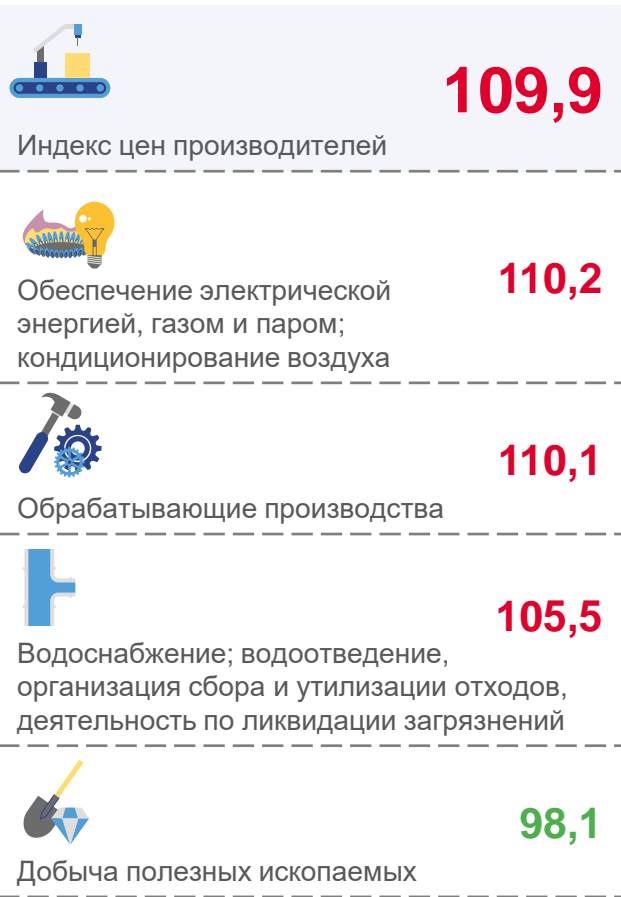 109,9
Индекс цен производителей
110,2
Обеспечение электрической
энергией, газом и паром;
кондиционирование воздуха
110,1
Обрабатывающие производства
105,5
Водоснабжение; водоотведение,
организация сбора и утилизации отходов,
деятельность по ликвидации загрязнений
98,1
Добыча полезных ископаемых